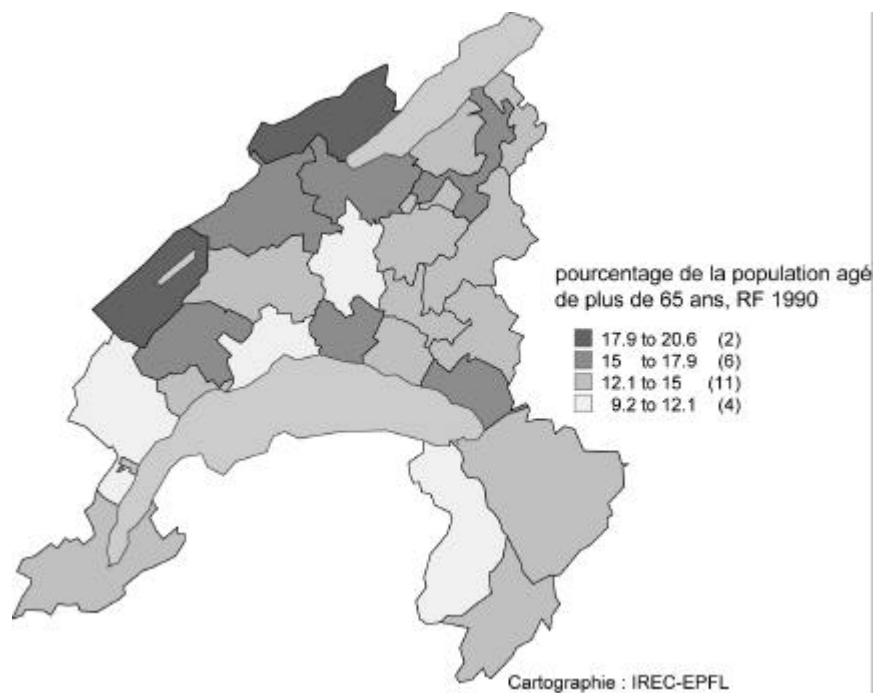 pourcentage de la population agé
de plus de 65 ans, RF 1990
17.9 to 20.6 (2)
15 to 17.9 (6)
12.1 to 15 (11)
9.2 to 12.1 (4)
Cartographie : IREC-EPFL